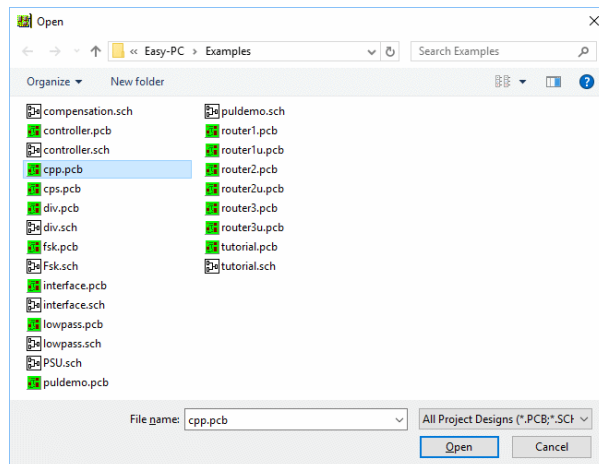 Open
« Easy-PC > Examples
Search Examples
Organize
New folder
compensation.sch
controller.pcb
controller.sch
cpp.pcb
cps.pcb
div.pcb
div.sch
fsk.pcb
Fsk.sch
interface.pcb
interface.sch
lowpass.pcb
lowpass.sch
PSU.sch
puldemo.pcb
puldemo.sch
router1.pcb
router1u.pcb
router2.pcb
router2u.pcb
router3.pcb
router3u.pcb
tutorial.pcb
tutorial.sch
File name: cpp.pcb
All Project Designs (*.PCB;*.SCH
Open
Cancel